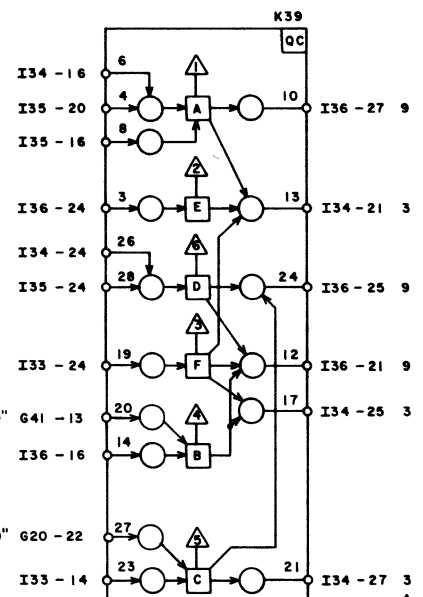 K39
QC
1
6
I34-16
4
I35-20
A
10
I36-27 9
8
I35-16
2
3
I36-24
E
13
I34-21 3
26
I34-24
6
28
I35-24
D
24
I36-25 9
3
19
I33-24
F
12
I36-21 9
17
I34-25 3
20
" G41-13
4
14
I36-16
B
27
" G20-22
5
23
I33-14
C
21
I34-27 3